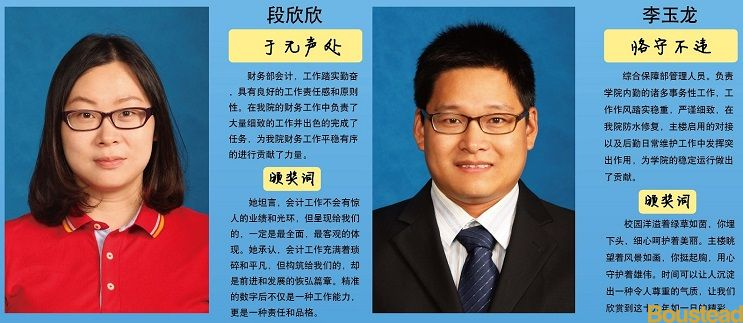 段欣欣
于无声处
财务部会计，工作踏实勤奋
，具有良好的工作责任感和原则
性。在我院的财务工作中负责了
大量细致的工作并出色的完成了
任务，为我院财务工作平稳有序
的进行贡献了力量。
颁奖词
她坦言，会计工作不会有惊
人的业绩和光环，但呈现给我们
的，一定是最全面、最客观的体
现。她承认，会计工作充满着琐
碎和平凡，但构筑给我们的，却
是前进和发展的恢弘篇章。精准
的数字后不仅是一种工作能力，
更是一种责任和品格。
李玉龙
恪守不违
综合保障部管理人员。负责
学院内勤的诸多事务性工作，工
作作风踏实稳重，严谨细致，在
我院防水修复，主楼启用的对接
以及后勤日常维护工作中发挥突
出作用，为学院的稳定运行做出
了贡献。
颁奖词
校园洋溢着绿草如茵，你埋
下头，细心呵护着美丽。主楼眺
望着风景如画，你挺起胸，用心
守护着雄伟。时间可以让人沉淀
出一种令人尊重的气质，让我们
欣赏到这十年如一日的精彩。
Boustead